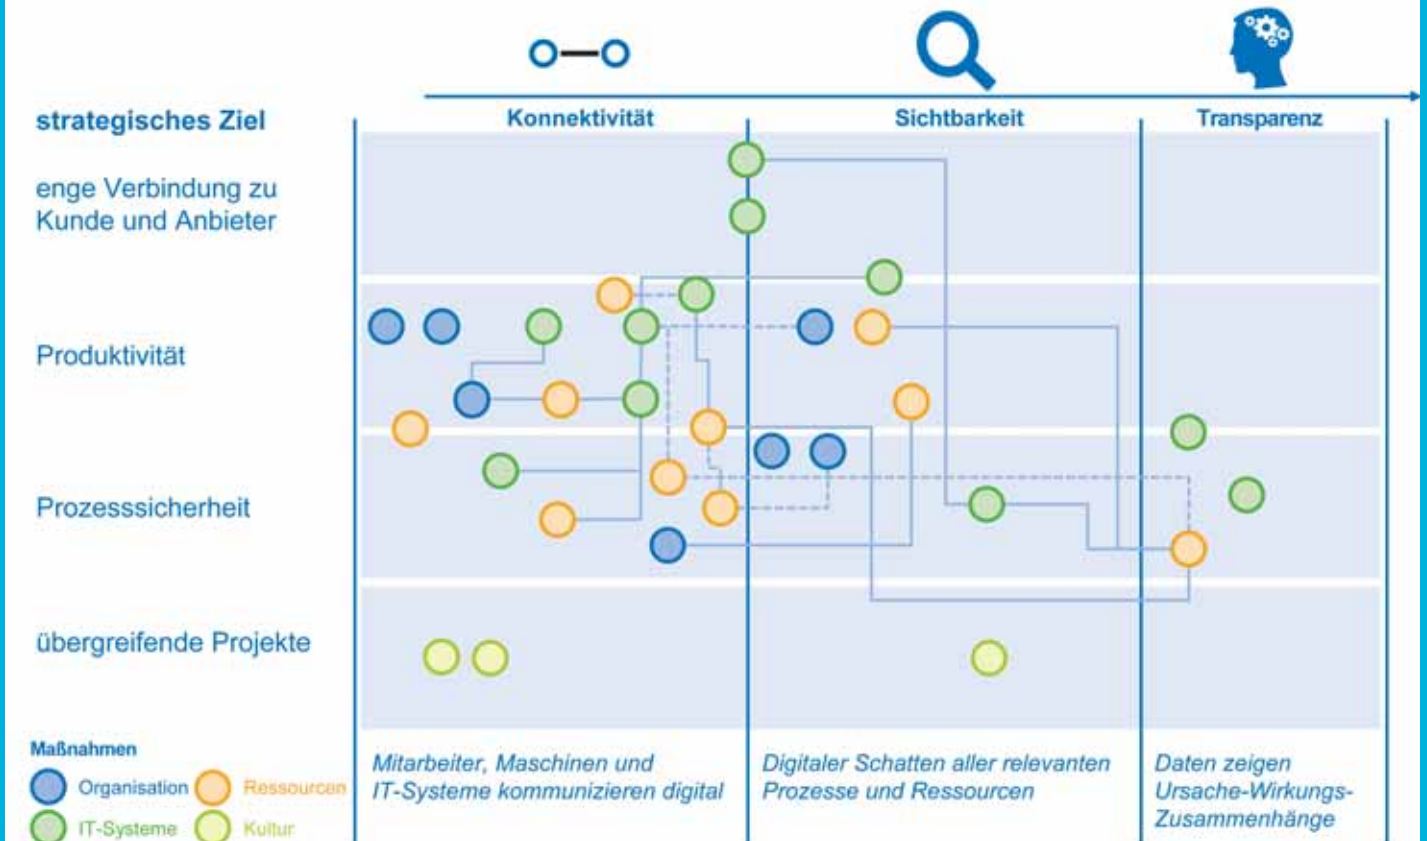 strategisches Ziel
Konnektivität
Sichtbarkeit
Transparenz
enge Verbindung zu
Kunde und Anbieter
Produktivität
Prozesssicherheit
übergreifende Projekte
Maßnahmen
Organisation
Ressourcen
IT-Systeme
Kultur
Mitarbeiter, Maschinen und
IT-Systeme kommunizieren digital
Digitaler Schatten aller relevanten
Prozesse und Ressourcen
Daten zeigen
Ursache-Wirkungs-
Zusammenhänge